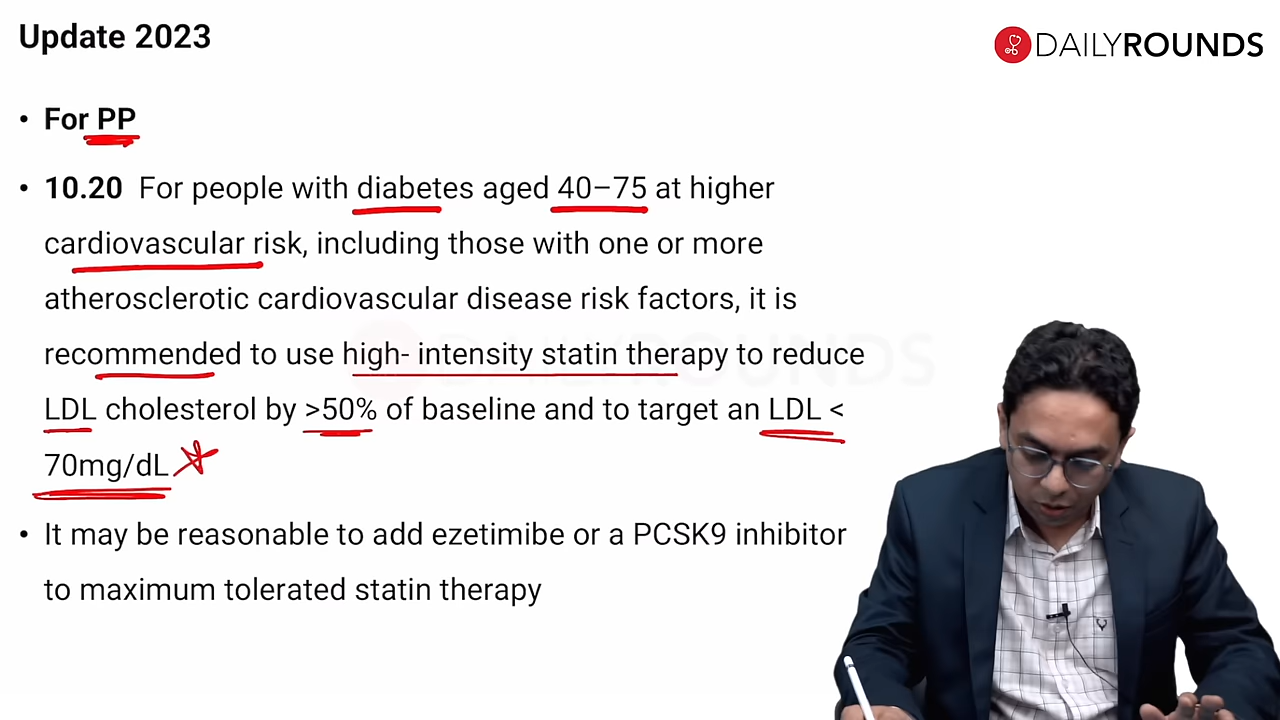 Update 2023
DAILYROUNDS
• For PP
• 10.20 For people with diabetes aged 40–75 at higher
cardiovascular risk, including those with one or more
atherosclerotic cardiovascular disease risk factors, it is
recommended to use high- intensity statin therapy to reduce
LDL cholesterol by >50% of baseline and to target an LDL <
70mg/dL
• It may be reasonable to add ezetimibe or a PCSK9 inhibitor
to maximum tolerated statin therapy
DAILYROUNDS